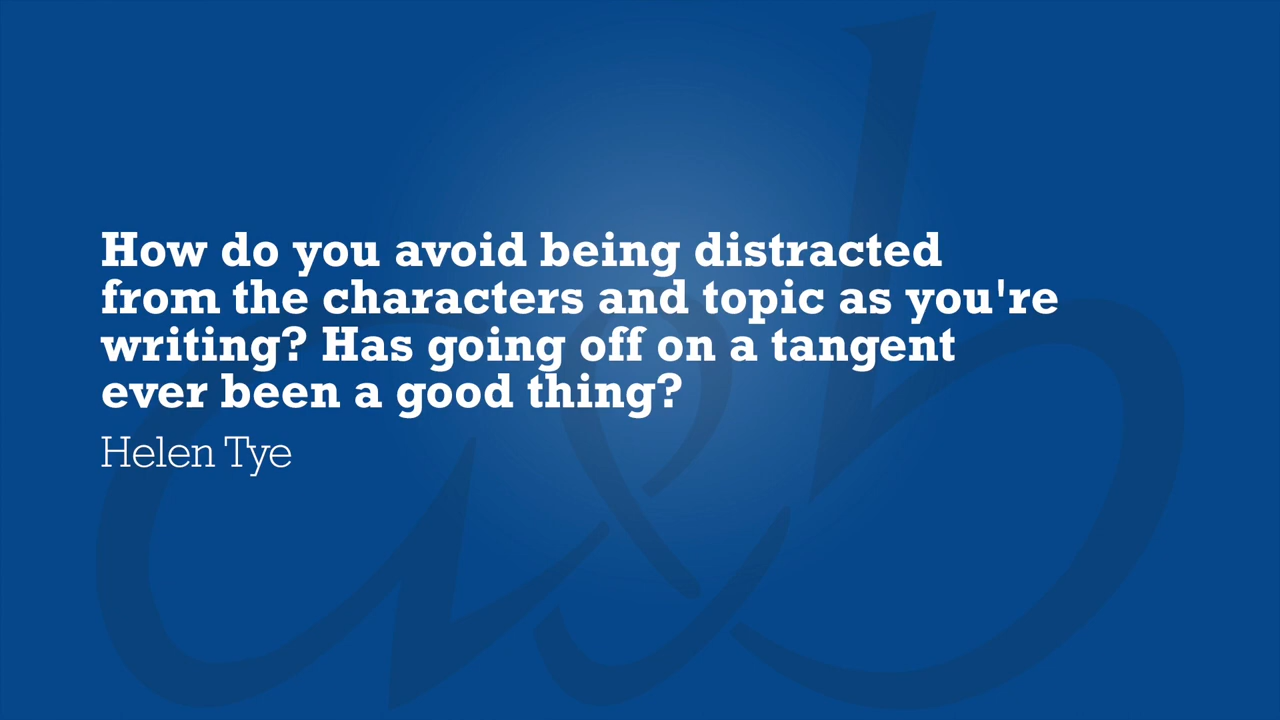 How do you avoid being distracted
from the characters and topic as you're
writing? Has going off on a tangent
ever been a good thing?
Helen Tye
a&b